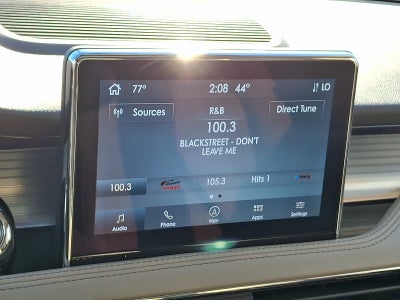 77° 2:08 44° LO
Sources R&B Direct Tune
100.3
BLACKSTREET - DON'T
LEAVE ME
100.3 105.3 Hits 1
Audio Phone Nav Apps Settings